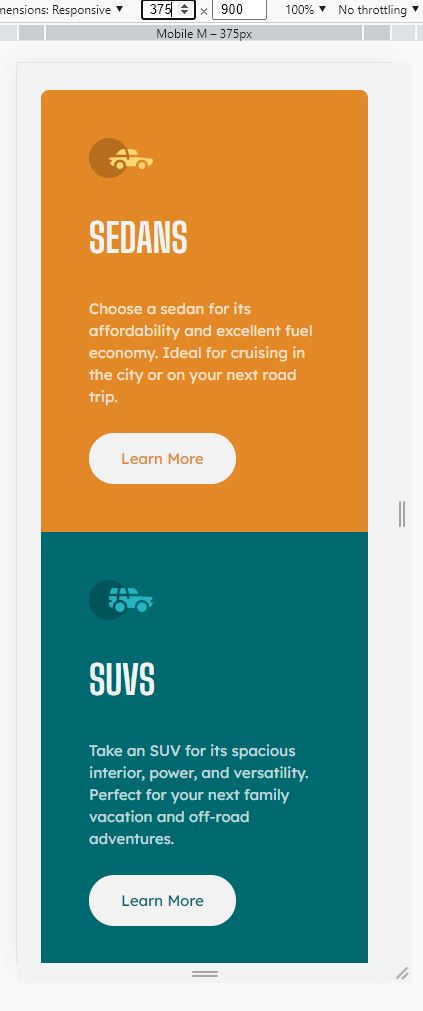 mensions: Responsive ▼ 375 × 900 100% ▼ No throttling ▼
Mobile M – 375px
SEDANS
Choose a sedan for its
affordability and excellent fuel
economy. Ideal for cruising in
the city or on your next road
trip.
Learn More
SUVS
Take an SUV for its spacious
interior, power, and versatility.
Perfect for your next family
vacation and off-road
adventures.
Learn More